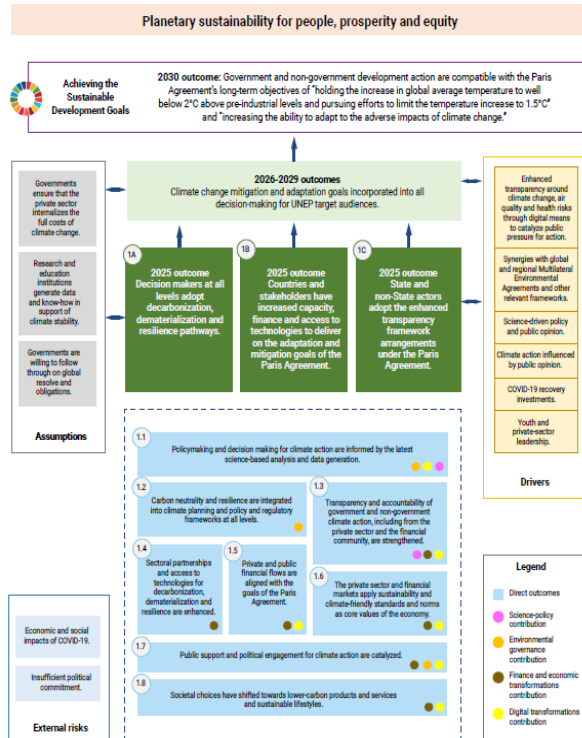 Planetary sustainability for people, prosperity and equity
Achieving the
Sustainable
Development Goals
2030 outcome: Government and non-government development action are compatible with the Paris
Agreement's long-term objectives of "holding the increase in global average temperature to well
below 2°C above pre-industrial levels and pursuing efforts to limit the temperature increase to 1.5°C"
and "increasing the ability to adapt to the adverse impacts of climate change."
Governments
ensure that the
private sector
internalizes the
full costs of
climate change.
Research and
education
institutions
generate data
and know-how in
support of
climate stability.
Governments are
willing to follow
through on global
resolve and
obligations.
Assumptions
2026-2029 outcomes
Climate change mitigation and adaptation goals incorporated into all
decision-making for UNEP target audiences.
1A
2025 outcome
Decision makers at all
levels adopt
decarbonization,
dematerialization and
resilience pathways.
1B
2025 outcome
Countries and
stakeholders have
increased capacity,
finance and access to
technologies to deliver
on the adaptation and
mitigation goals of the
Paris Agreement.
1C
2025 outcome
State and
non-State actors
adopt the enhanced
transparency
framework
arrangements
under the Paris
Agreement.
Enhanced
transparency around
climate change, air
quality and health risks
through digital means
to catalyze public
pressure for action.
Synergies with global
and regional Multilateral
Environmental
Agreements and other
relevant frameworks.
Science-driven policy
and public opinion.
Climate action influenced
by public opinion.
COVID-19 recovery
investments.
Youth and
private-sector
leadership.
Drivers
1.1
Policymaking and decision making for climate action are informed by the latest
science-based analysis and data generation.
1.2
Carbon neutrality and resilience are integrated
into climate planning and policy and regulatory
frameworks at all levels.
1.3
Transparency and accountability of
government and non-government
climate action, including from the
private sector and the financial
community, are strengthened.
1.4
Sectoral partnerships
and access to
technologies for
decarbonization,
dematerialization and
resilience are enhanced.
1.5
Private and public
financial flows are
aligned with the
goals of the Paris
Agreement.
1.6
The private sector and financial
markets apply sustainability and
climate-friendly standards and norms
as core values of the economy.
1.7
Public support and political engagement for climate action are catalyzed.
1.8
Societal choices have shifted towards lower-carbon products and services
and sustainable lifestyles.
Economic and social
impacts of COVID-19.
Insufficient political
commitment.
External risks
Legend
Direct outcomes
Science-policy
contribution
Environmental
governance
contribution
Finance and economic
transformations
contribution
Digital transformations
contribution